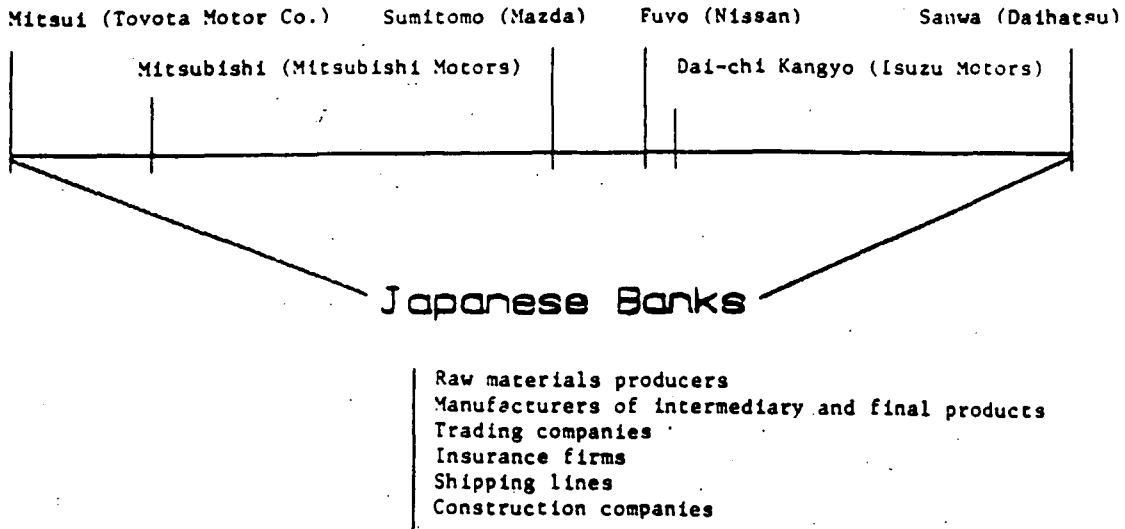 Mitsui (Toyota Motor Co.) Sumitomo (Mazda) Fuyo (Nissan) Sanwa (Daihatsu)
Mitsubishi (Mitsubishi Motors) Dai-chi Kangyo (Isuzu Motors)
Japanese Banks
Raw materials producers
Manufacturers of intermediary and final products
Trading companies
Insurance firms
Shipping lines
Construction companies